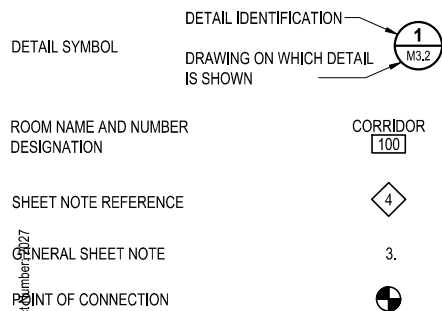 DETAIL IDENTIFICATION
1
DETAIL SYMBOL
DRAWING ON WHICH DETAIL
IS SHOWN
M3.2
ROOM NAME AND NUMBER
DESIGNATION
CORRIDOR
100
SHEET NOTE REFERENCE
4
GENERAL SHEET NOTE
3.
POINT OF CONNECTION